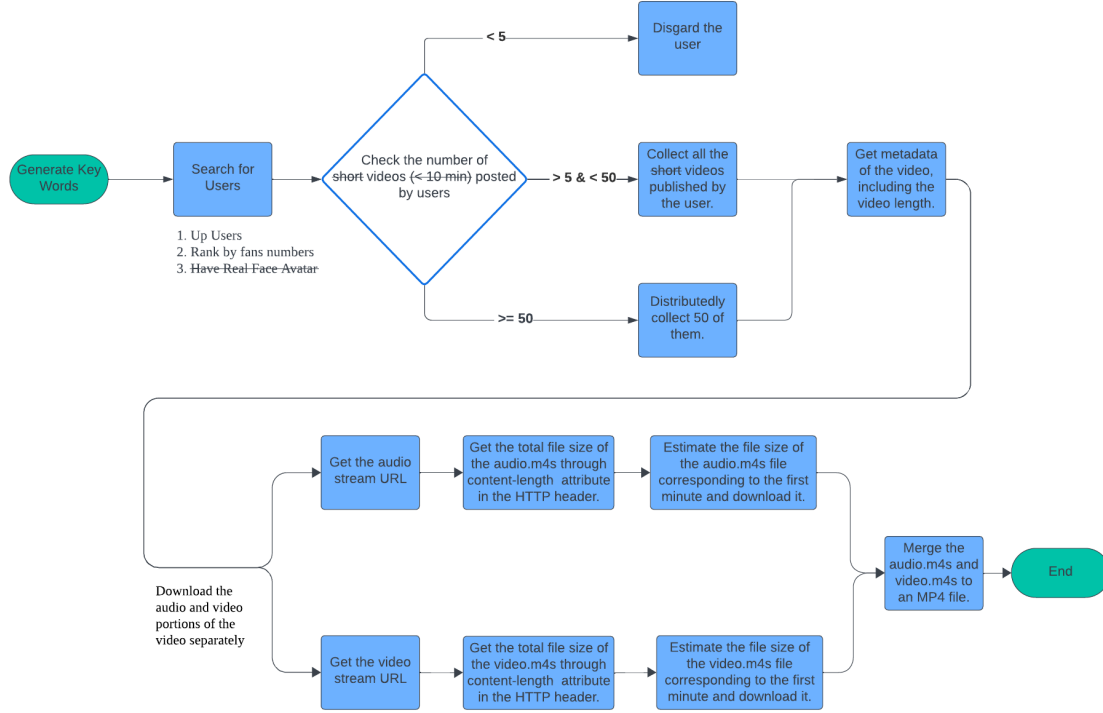 Generate Key
Words
Search for
Users
1. Up Users
2. Rank by fans numbers
3. Have Real Face Avatar
Check the number of
short videos (< 10 min) posted
by users
< 5
Disgard the
user
> 5 & < 50
Collect all the
short videos
published by
the user.
>= 50
Distributedly
collect 50 of
them.
Get metadata
of the video,
including the
video length.
Download the
audio and video
portions of the
video separately
Get the audio
stream URL
Get the total file size of
the audio.m4s through
content-length attribute
in the HTTP header.
Estimate the file size of
the audio.m4s file
corresponding to the first
minute and download it.
Get the video
stream URL
Get the total file size of
the video.m4s through
content-length attribute
in the HTTP header.
Estimate the file size of
the video.m4s file
corresponding to the first
minute and download it.
Merge the
audio.m4s and
video.m4s to
an MP4 file.
End